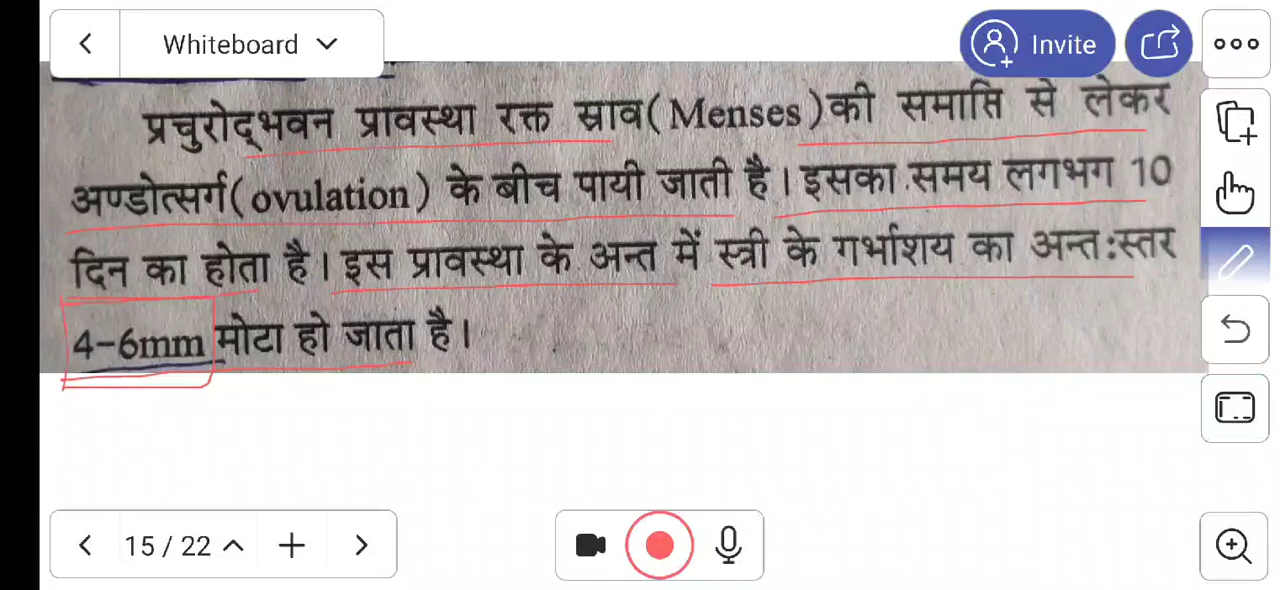 Whiteboard
Invite
प्रचुरोद्भवन प्रावस्था रक्त स्राव(Menses)की समाप्ति से लेकर
अण्डोत्सर्ग(ovulation) के बीच पायी जाती है। इसका समय लगभग 10
दिन का होता है। इस प्रावस्था के अन्त में स्त्री के गर्भाशय का अन्त:स्तर
4-6mm मोटा हो जाता है।
15 / 22